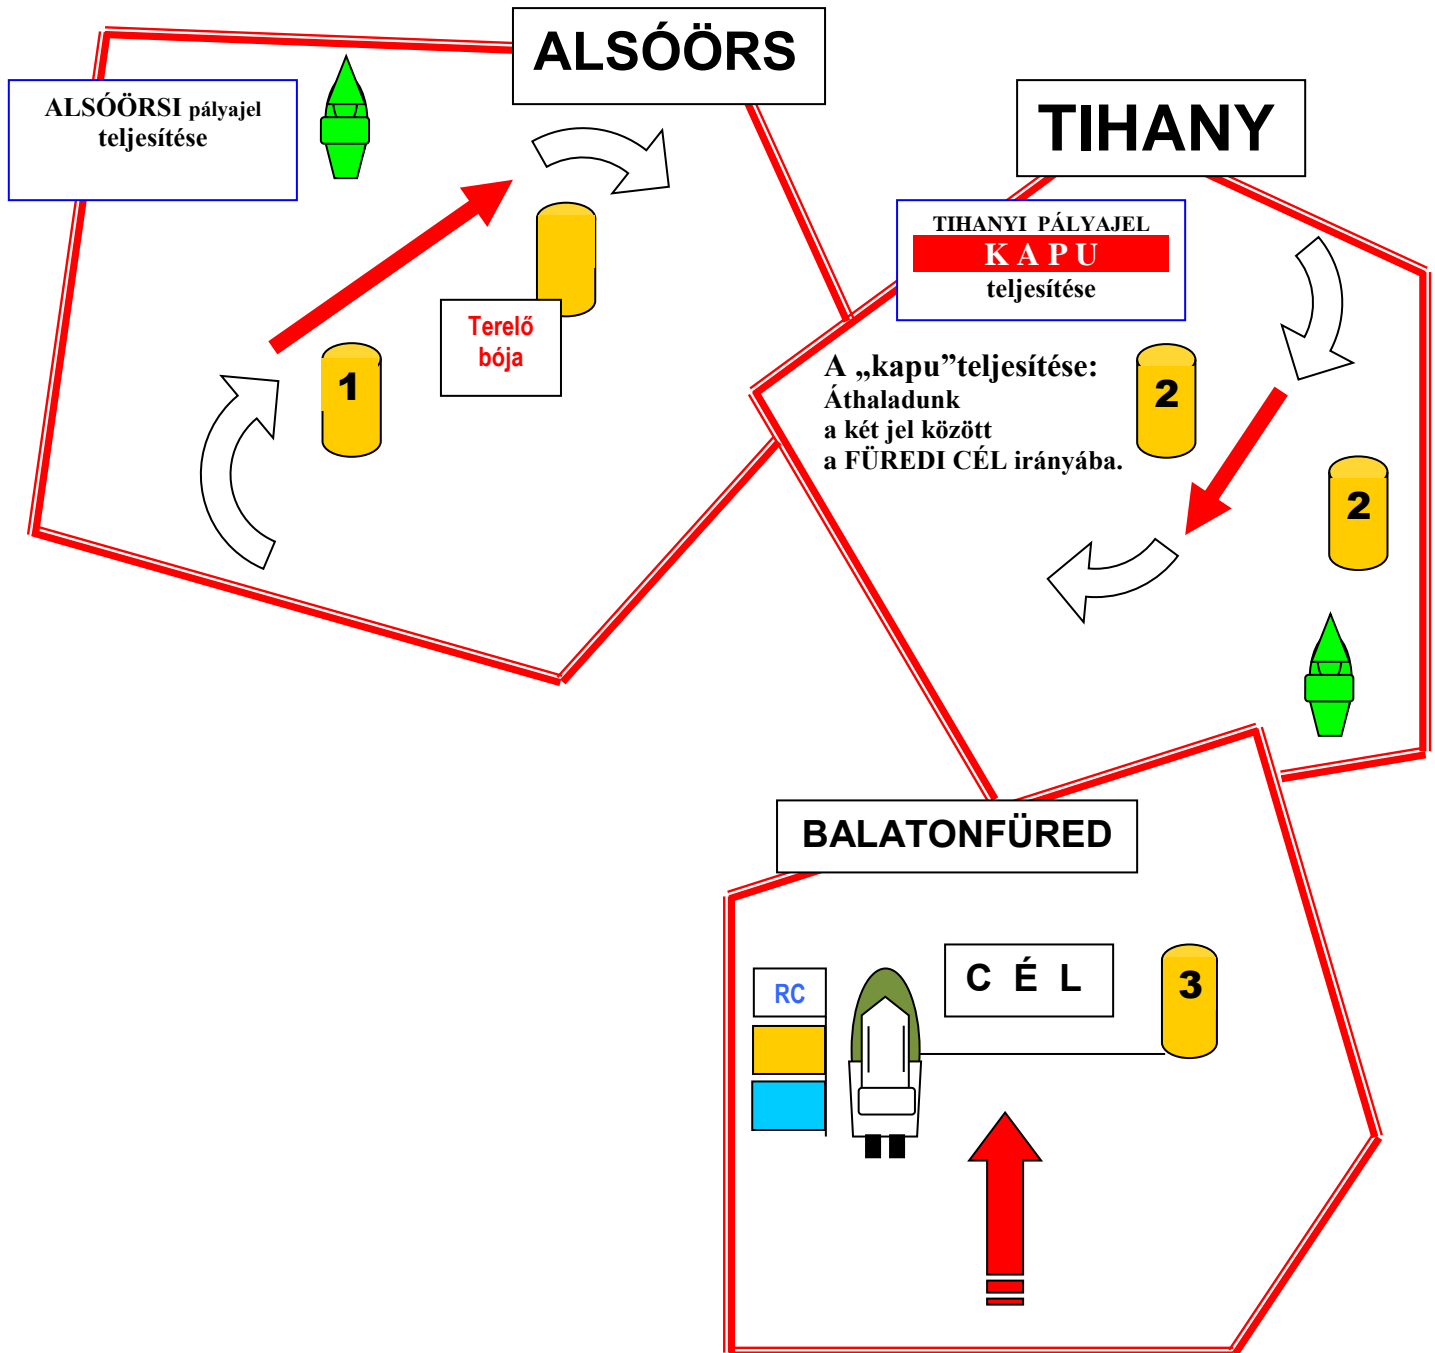 ALSÓÖRS
ALSÓÖRSI pályajel
teljesítése
Terelő
bója
1
TIHANY
TIHANYI PÁLYAJEL
K A P U
teljesítése
A „kapu”teljesítése:
Áthaladunk
a két jel között
a FÜREDI CÉL irányába.
2
2
BALATONFÜRED
RC
C É L
3